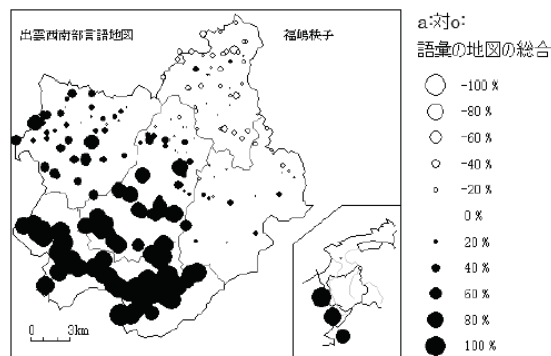 出雲西南部言語地図
福嶋秩子
a:対o:
語彙の地図の総合
-100 %
-80 %
-60 %
-40 %
-20 %
0 %
20 %
40 %
60 %
80 %
100 %
0 3km